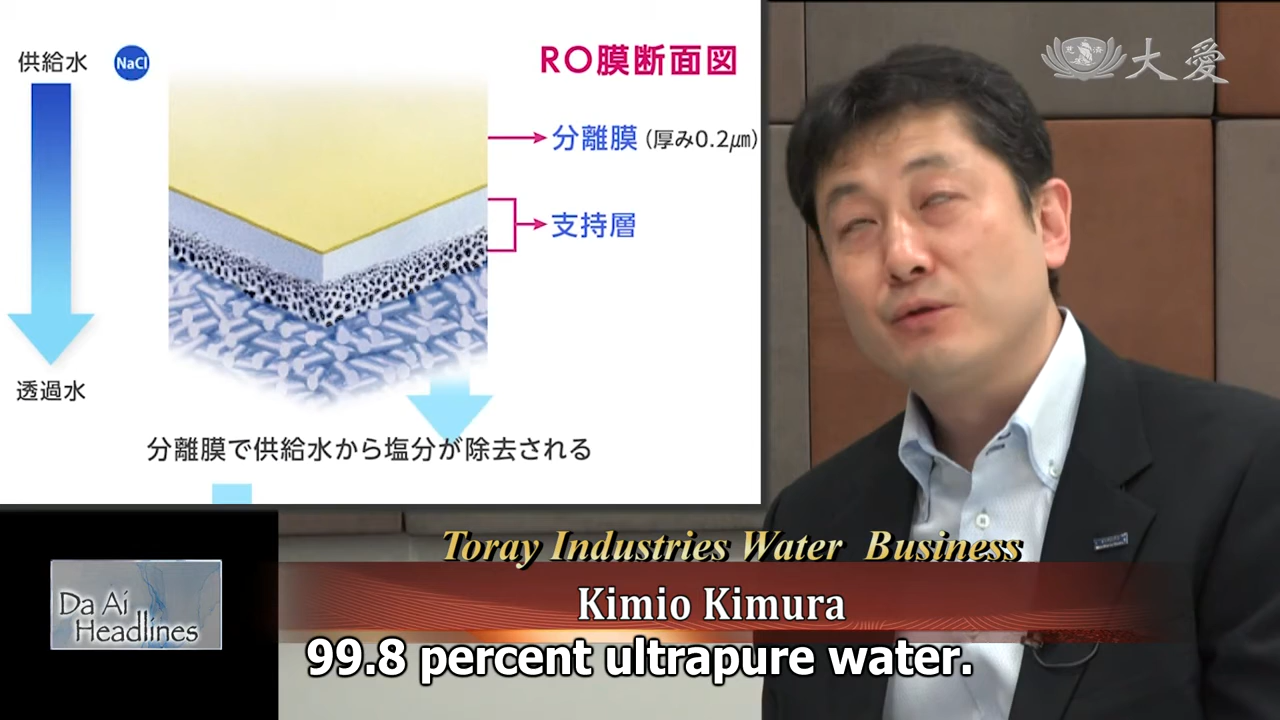 供給水
NaCl
RO膜断面図
分離膜(厚み0.2μm)
支持層
透過水
分離膜で供給水から塩分が除去される
慈 濟
大愛
Toray Industries Water Business
Kimio Kimura
Da Ai
Headlines
99.8 percent ultrapure water.